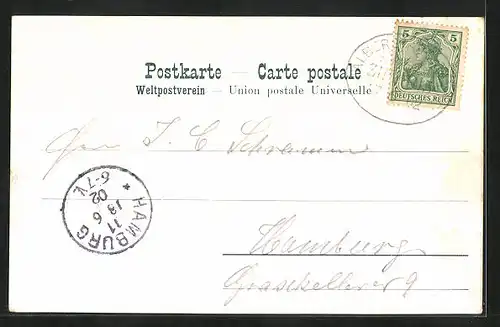 Postkarte — Carte postale
Weltpostverein — Union postale Universelle
5 5
DEUTSCHES REICH
J. C. Schramm
Hamburg
Graskeller 9
* HAMBURG 11
13 6
02
6-7 V.